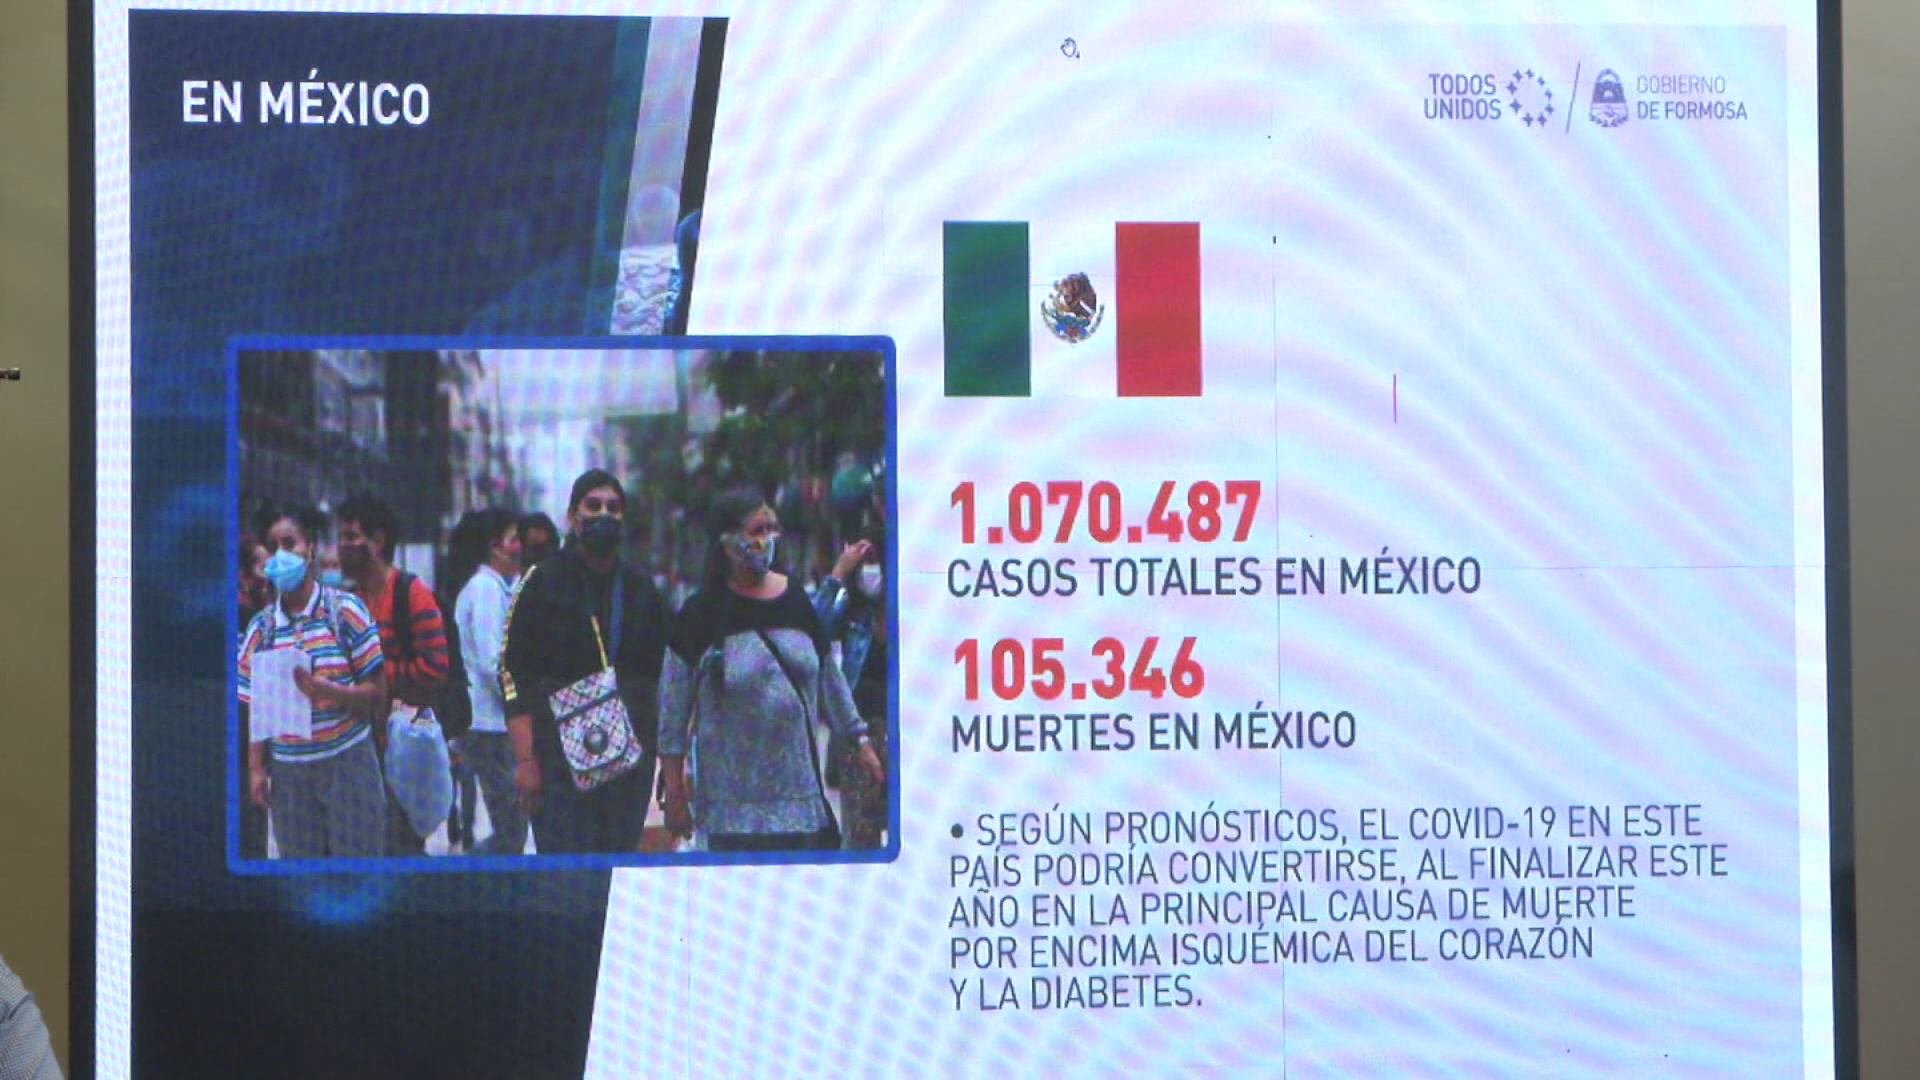 EN MÉXICO
TODOS
UNIDOS
GOBIERNO
DE FORMOSA
1.070.487
CASOS TOTALES EN MÉXICO
105.346
MUERTES EN MÉXICO
• SEGÚN PRONÓSTICOS, EL COVID-19 EN ESTE
PAÍS PODRÍA CONVERTIRSE, AL FINALIZAR ESTE
AÑO EN LA PRINCIPAL CAUSA DE MUERTE
POR ENCIMA ISQUÉMICA DEL CORAZÓN
Y LA DIABETES.